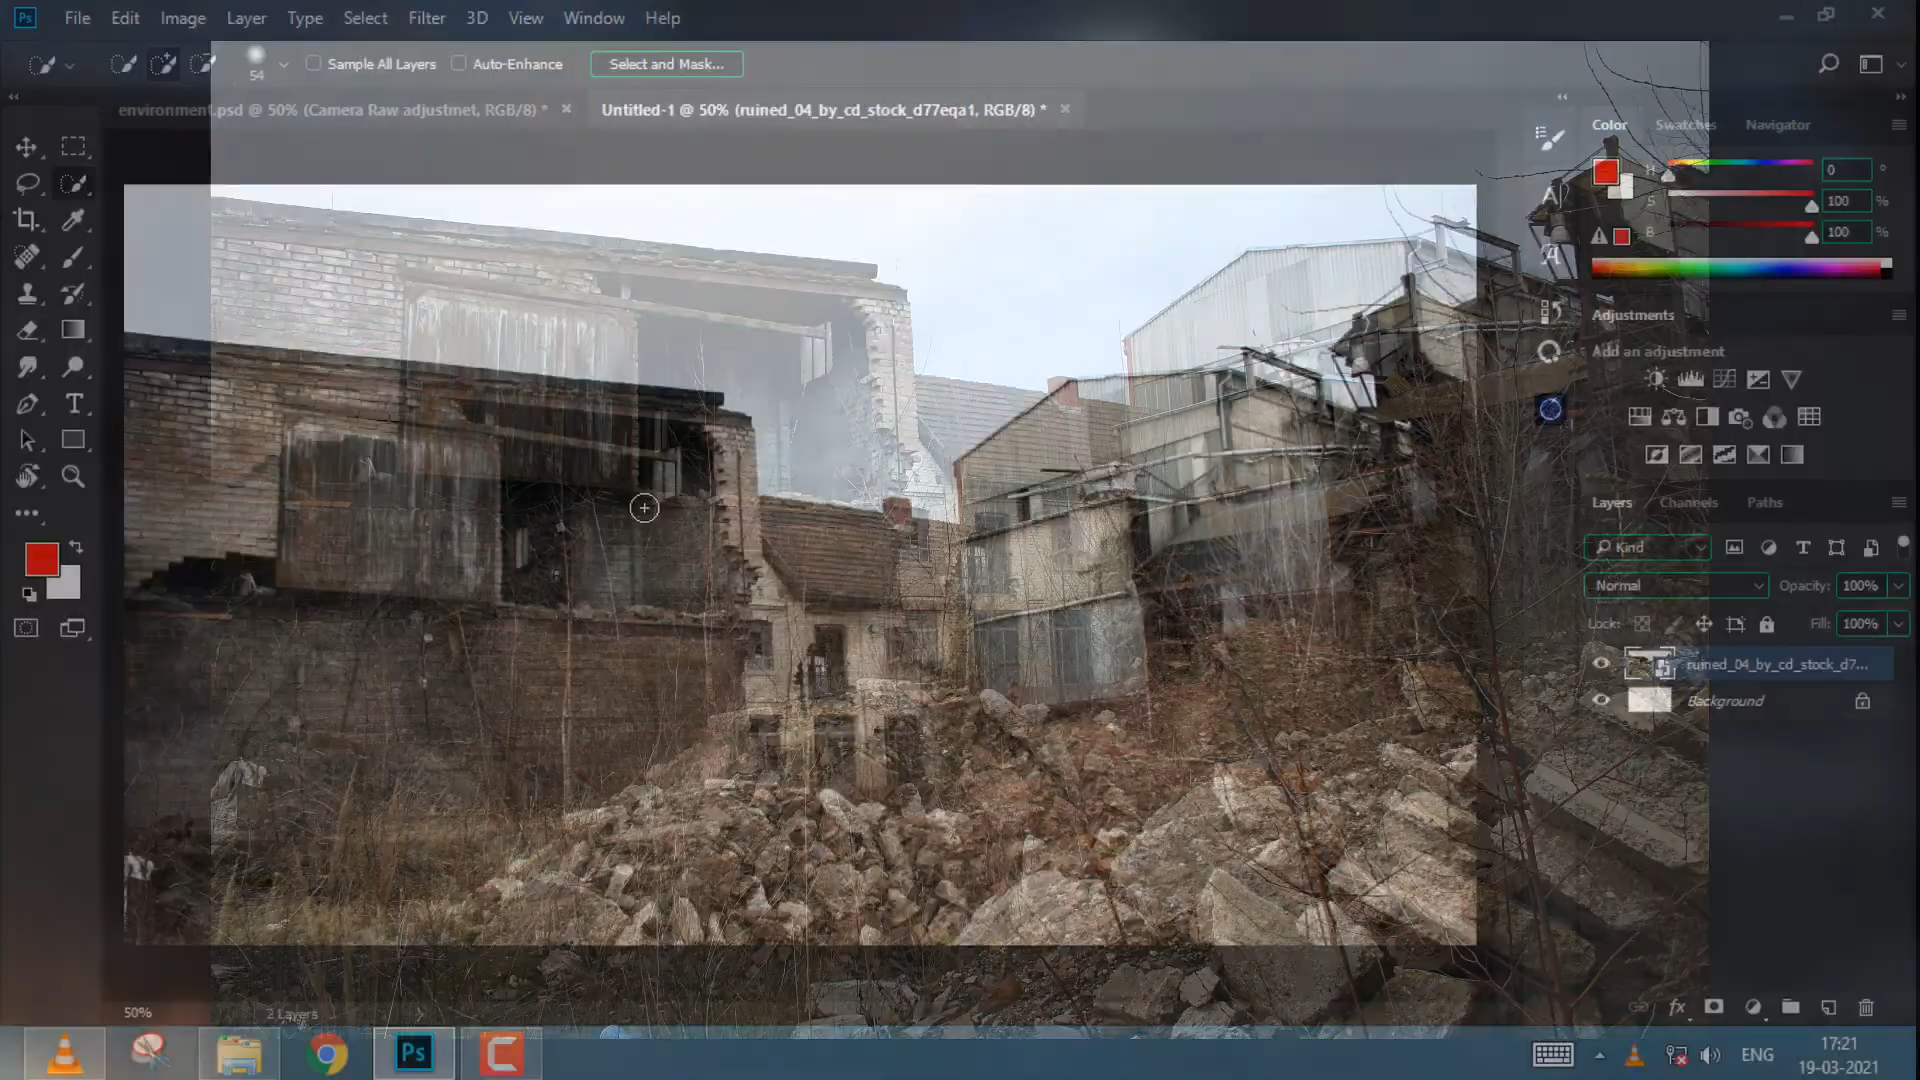 Ps File Edit Image Layer Type Select Filter 3D View Window Help
54 Sample All Layers Auto-Enhance Select and Mask...
environment.psd @ 50% (Camera Raw adjustmet, RGB/8) * Untitled-1 @ 50% (ruined_04_by_cd_stock_d77eqa1, RGB/8) *
Color Swatches Navigator
H 0 °
S 100 %
B 100 %
Adjustments
Add an adjustment
Layers Channels Paths
Kind
Normal Opacity: 100%
Lock: Fill: 100%
ruined_04_by_cd_stock_d7...
Background
50% 2 Layers
fx
Ps
ENG
17:21
19-03-2021